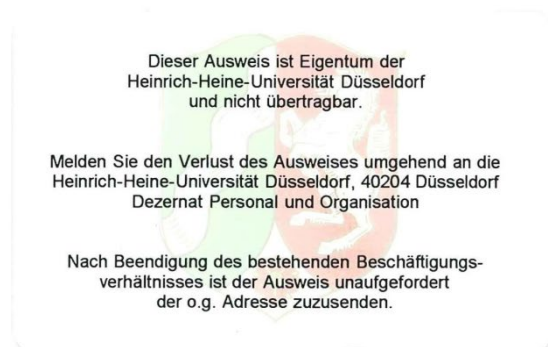 Dieser Ausweis ist Eigentum der
Heinrich-Heine-Universität Düsseldorf
und nicht übertragbar.
Melden Sie den Verlust des Ausweises umgehend an die
Heinrich-Heine-Universität Düsseldorf, 40204 Düsseldorf
Dezernat Personal und Organisation
Nach Beendigung des bestehenden Beschäftigungs-
verhältnisses ist der Ausweis unaufgefordert
der o.g. Adresse zuzusenden.